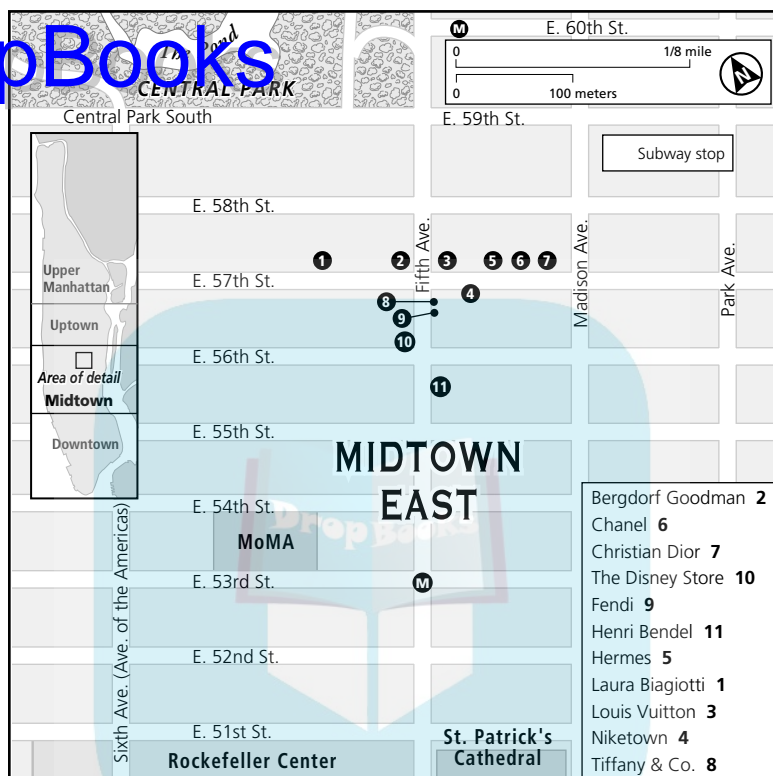 pBooks
The Pond
CENTRAL PARK
M
E. 60th St.
0
1/8 mile
0
100 meters
N
Central Park South
E. 59th St.
Subway stop
E. 58th St.
Fifth Ave.
Madison Ave.
Park Ave.
1
2
3
5
6
7
E. 57th St.
4
8
9
10
Upper
Manhattan
Uptown
Area of detail
Midtown
Downtown
E. 56th St.
11
E. 55th St.
MIDTOWN
EAST
E. 54th St.
DropBooks
MoMA
E. 53rd St.
M
Sixth Ave. (Ave. of the Americas)
E. 52nd St.
E. 51st St.
Rockefeller Center
St. Patrick's
Cathedral
Bergdorf Goodman 2
Chanel 6
Christian Dior 7
The Disney Store 10
Fendi 9
Henri Bendel 11
Hermes 5
Laura Biagiotti 1
Louis Vuitton 3
Niketown 4
Tiffany & Co. 8